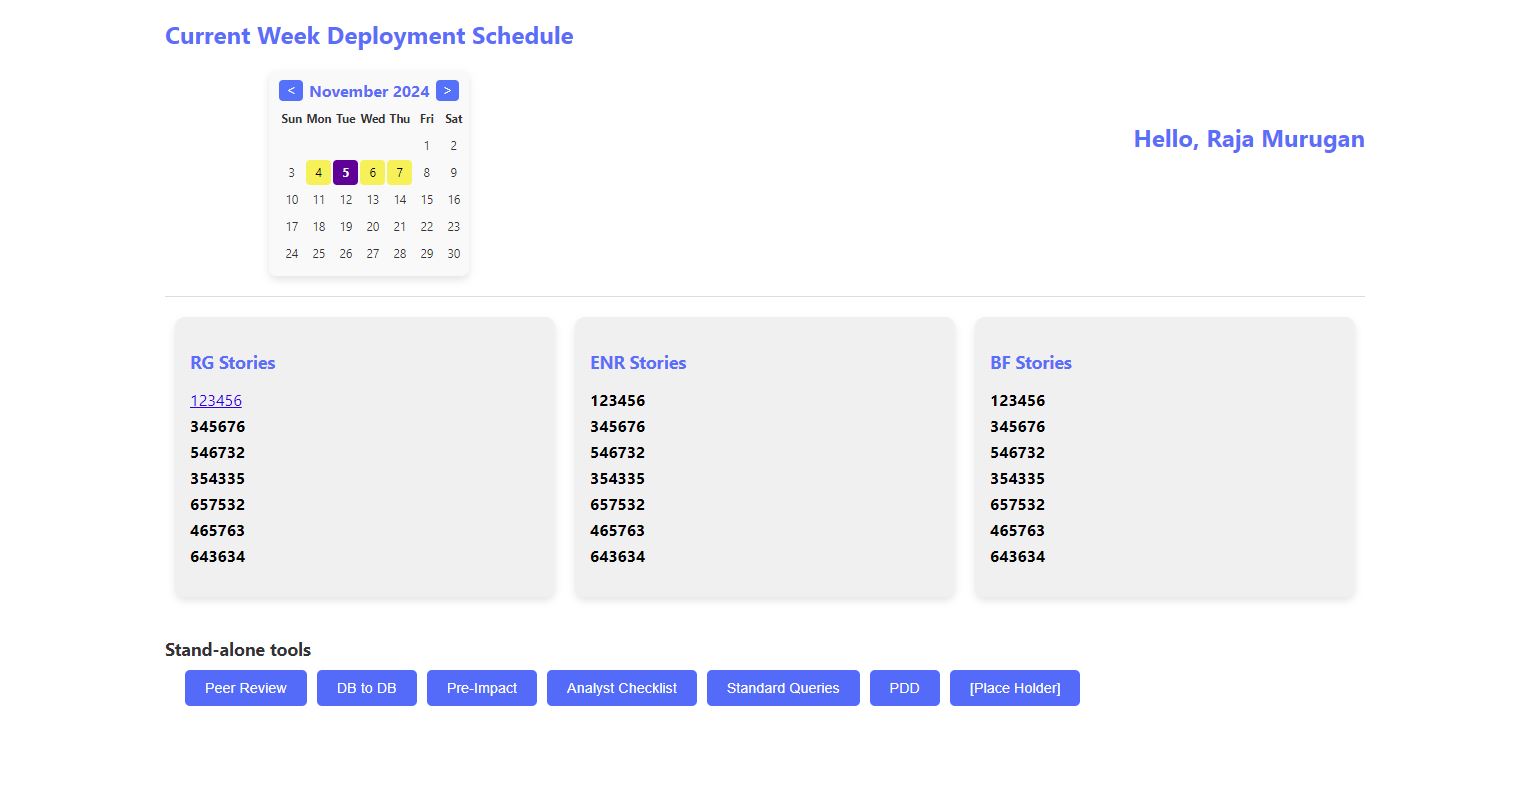 Current Week Deployment Schedule
< November 2024 >
Sun Mon Tue Wed Thu Fri Sat
1 2
3 4 5 6 7 8 9
10 11 12 13 14 15 16
17 18 19 20 21 22 23
24 25 26 27 28 29 30
Hello, Raja Murugan
RG Stories
123456
345676
546732
354335
657532
465763
643634
ENR Stories
123456
345676
546732
354335
657532
465763
643634
BF Stories
123456
345676
546732
354335
657532
465763
643634
Stand-alone tools
Peer Review DB to DB Pre-Impact Analyst Checklist Standard Queries PDD [Place Holder]